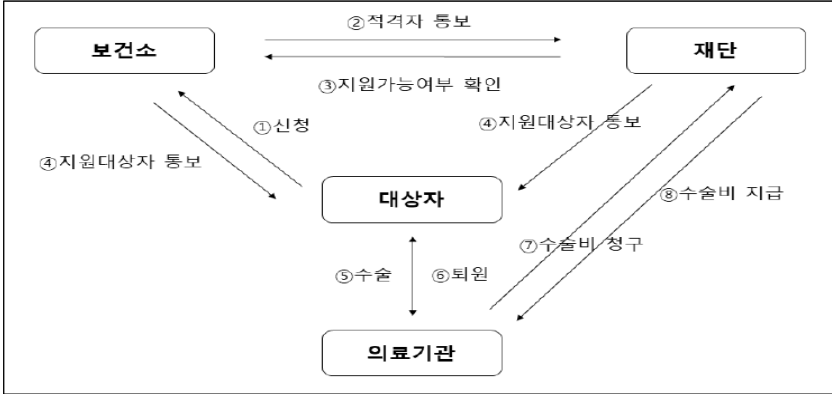 ②적격자 통보
보건소
재단
③지원가능여부 확인
①신청
④지원대상자 통보
④지원대상자 통보
대상자
⑧수술비 지급
⑦수술비 청구
⑤수술
⑥퇴원
의료기관